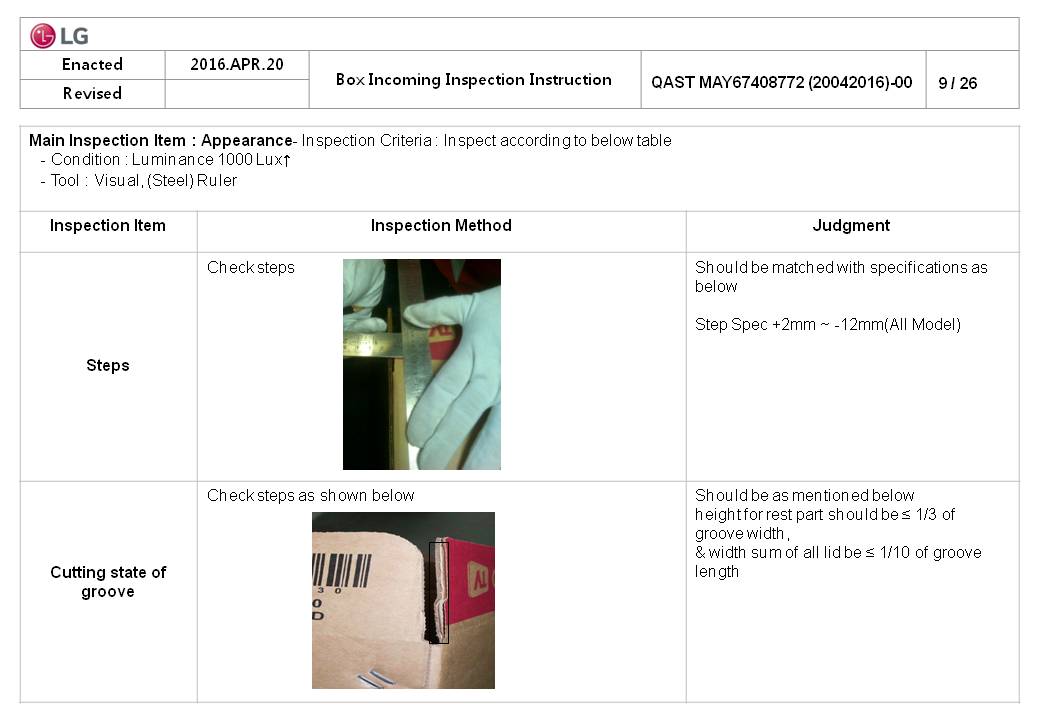 LG
Enacted
2016.APR.20
Box Incoming Inspection Instruction
QAST MAY67408772 (20042016)-00
9 / 26
Revised
Main Inspection Item : Appearance- Inspection Criteria : Inspect according to below table
- Condition : Luminance 1000 Lux↑
- Tool : Visual, (Steel) Ruler
Inspection Item
Inspection Method
Judgment
Steps
Check steps
Should be matched with specifications as
below
Step Spec +2mm ~ -12mm(All Model)
Cutting state of
groove
Check steps as shown below
3 0
0
D
TV
Should be as mentioned below
height for rest part should be ≤ 1/3 of
groove width,
& width sum of all lid be ≤ 1/10 of groove
length